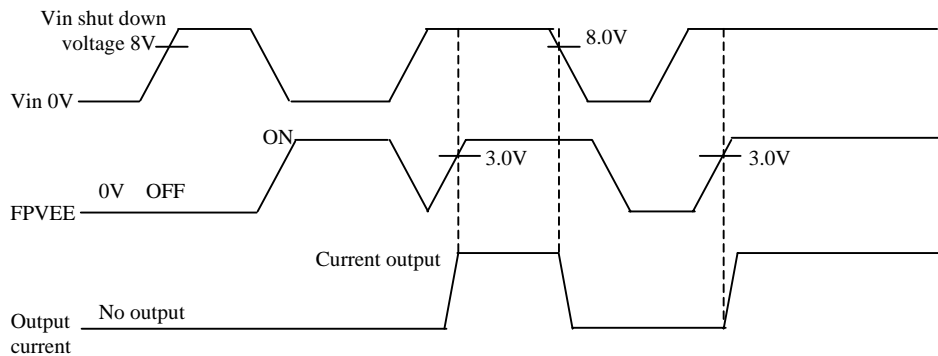 Vin shut down
voltage 8V
8.0V
Vin 0V
ON
3.0V
3.0V
0V OFF
FPVEE
Current output
No output
Output
current